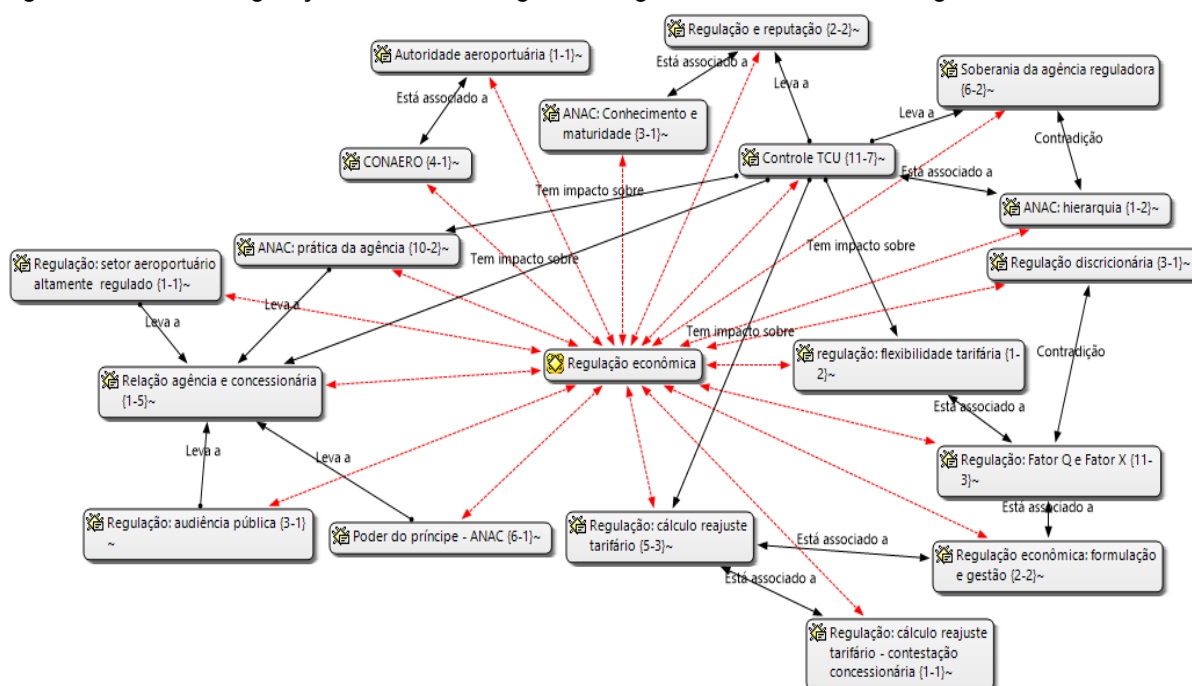 Regulação e reputação {2-2}~
Autoridade aeroportuária {1-1}~
Está associado a
Soberania da agência reguladora
{6-2}~
Está associado a
ANAC: Conhecimento e
maturidade {3-1}~
Leva a
Leva a
Contradição
CONAERO {4-1}~
Controle TCU {11-7}~
Está associado a
Tem impacto sobre
ANAC: hierarquia {1-2}~
ANAC: prática da agência {10-2}~
Tem impacto sobre
Regulação: setor aeroportuário
altamente regulado {1-1}~
Tem impacto sobre
Regulação discricionária {3-1}~
Leva a
Leva a
Tem impacto sobre
Regulação econômica
regulação: flexibilidade tarifária {1-
2}~
Contradição
Relação agência e concessionária
{1-5}~
Está associado a
Leva a
Leva a
Regulação: Fator Q e Fator X {11-
3}~
Está associado a
Regulação: audiência pública {3-1}
~
Poder do príncipe - ANAC {6-1}~
Regulação: cálculo reajuste
tarifário {5-3}~
Está associado a
Regulação econômica: formulação
e gestão {2-2}~
Está associado a
Regulação: cálculo reajuste
tarifário - contestação
concessionária {1-1}~